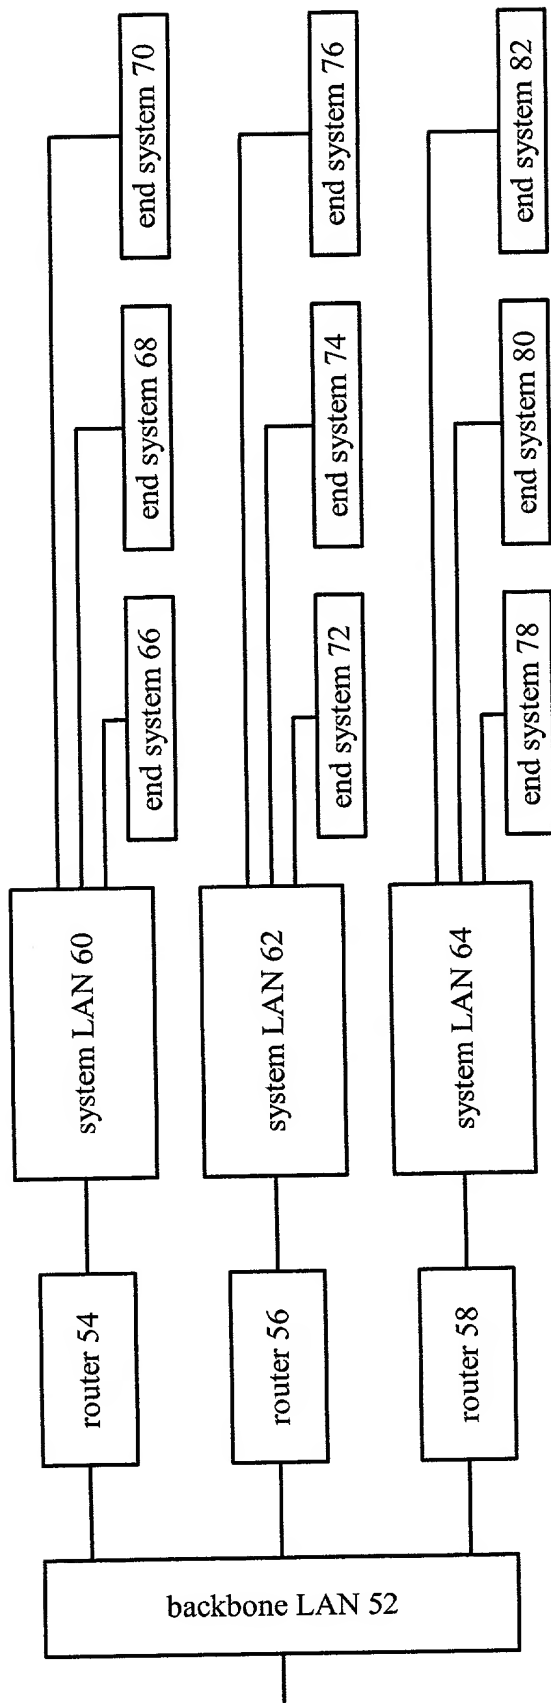 backbone LAN 52
router 54
system LAN 60
end system 66
end system 68
end system 70
router 56
system LAN 62
end system 72
end system 74
end system 76
router 58
system LAN 64
end system 78
end system 80
end system 82